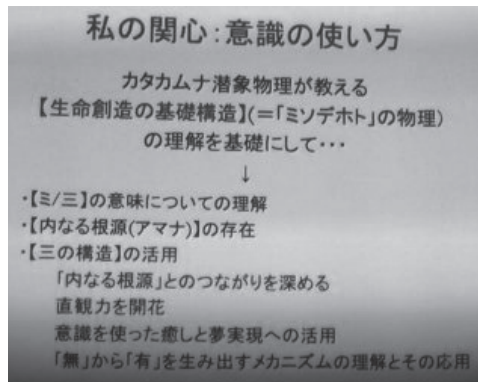 私の関心:意識の使い方
カタカムナ潜象物理が教える
【生命創造の基礎構造】(=「ミソデホト」の物理)
の理解を基礎にして・・・
↓
・【ミ/三】の意味についての理解
・【内なる根源(アマナ)】の存在
・【三の構造】の活用
「内なる根源」とのつながりを深める
直観力を開花
意識を使った癒しと夢実現への活用
「無」から「有」を生み出すメカニズムの理解とその応用